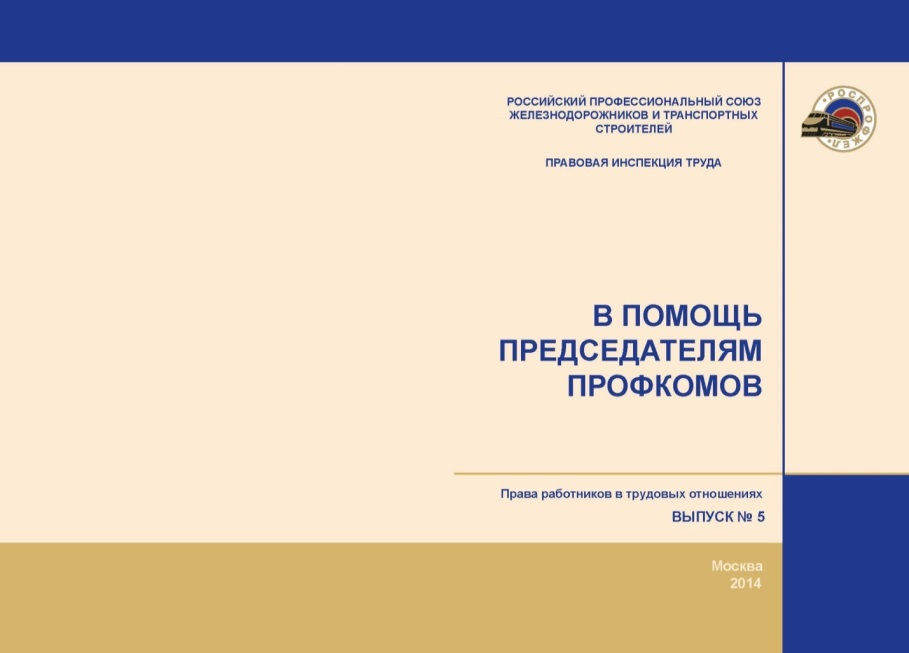 РОССИЙСКИЙ ПРОФЕССИОНАЛЬНЫЙ СОЮЗ
ЖЕЛЕЗНОДОРОЖНИКОВ И ТРАНСПОРТНЫХ
СТРОИТЕЛЕЙ
ПРАВОВАЯ ИНСПЕКЦИЯ ТРУДА
РОСПРОФЖЕЛ
В ПОМОЩЬ
ПРЕДСЕДАТЕЛЯМ
ПРОФКОМОВ
Права работников в трудовых отношениях
ВЫПУСК № 5
Москва
2014